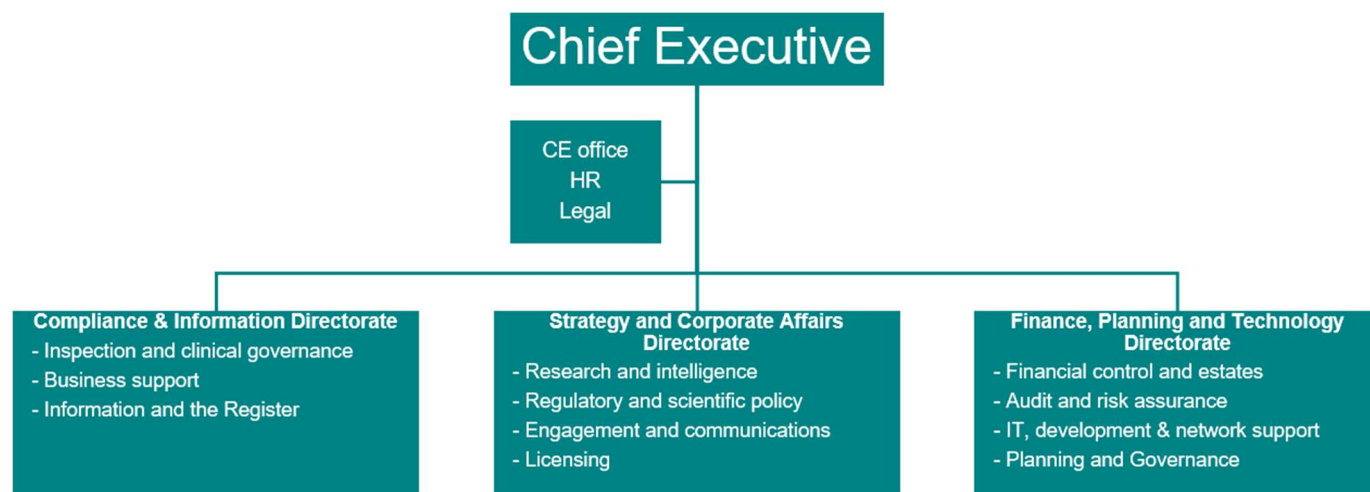 Chief Executive
CE office
HR
Legal
Compliance & Information Directorate
- Inspection and clinical governance
- Business support
- Information and the Register
Strategy and Corporate Affairs
Directorate
- Research and intelligence
- Regulatory and scientific policy
- Engagement and communications
- Licensing
Finance, Planning and Technology
Directorate
- Financial control and estates
- Audit and risk assurance
- IT, development & network support
- Planning and Governance